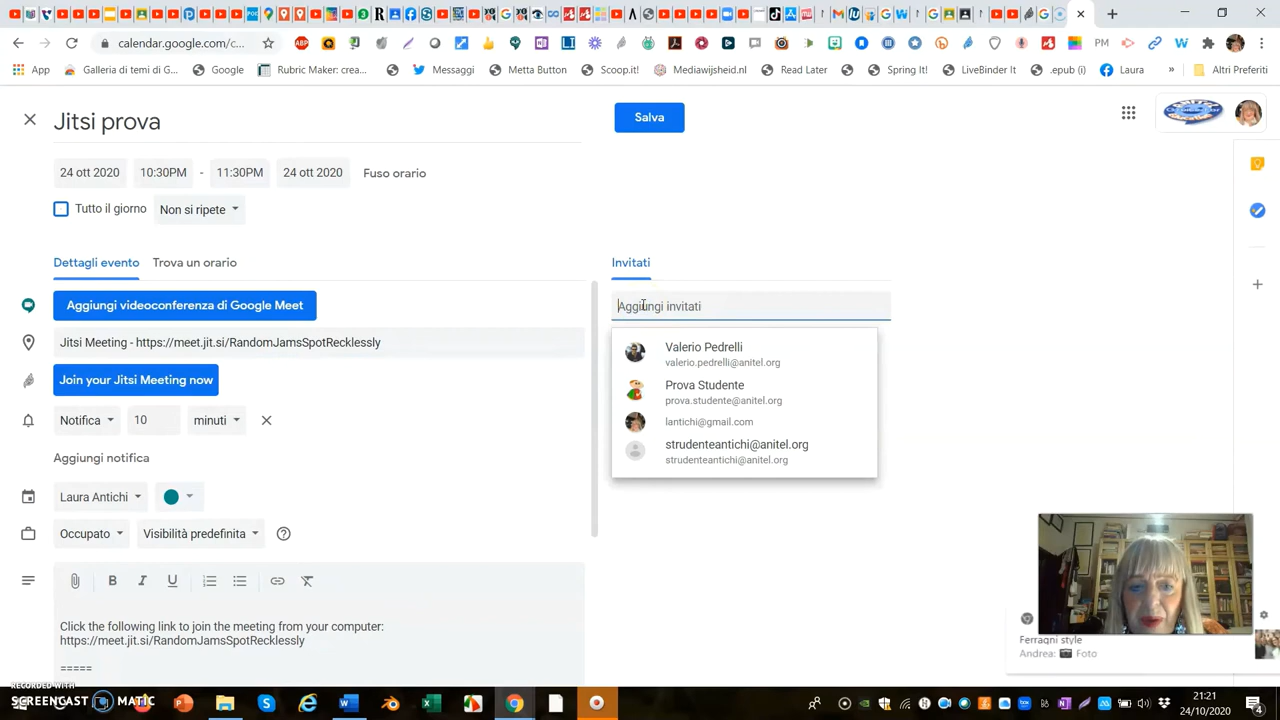 calendar.google.com/c...
ABP
PM
App
Galleria di temi di G...
Google
Rubric Maker: crea...
Messaggi
Metta Button
Scoop.it!
Mediawijsheid.nl
Read Later
Spring It!
LiveBinder It
.epub (i)
Laura
»
Altri Preferiti
Jitsi prova
Salva
24 ott 2020
10:30PM
-
11:30PM
24 ott 2020
Fuso orario
Tutto il giorno
Non si ripete
Dettagli evento
Trova un orario
Invitati
Aggiungi videoconferenza di Google Meet
Aggiungi invitati
Jitsi Meeting - https://meet.jit.si/RandomJamsSpotRecklessly
Valerio Pedrelli
valerio.pedrelli@anitel.org
Join your Jitsi Meeting now
Prova Studente
prova.studente@anitel.org
Notifica
10
minuti
lantichi@gmail.com
strudenteantichi@anitel.org
strudenteantichi@anitel.org
Aggiungi notifica
Laura Antichi
Occupato
Visibilità predefinita
B I U
Click the following link to join the meeting from your computer:
https://meet.jit.si/RandomJamsSpotRecklessly
=====
Ferragni style
Andrea: Foto
RECORDED WITH
SCREENCAST MATIC
21:21
24/10/2020
4